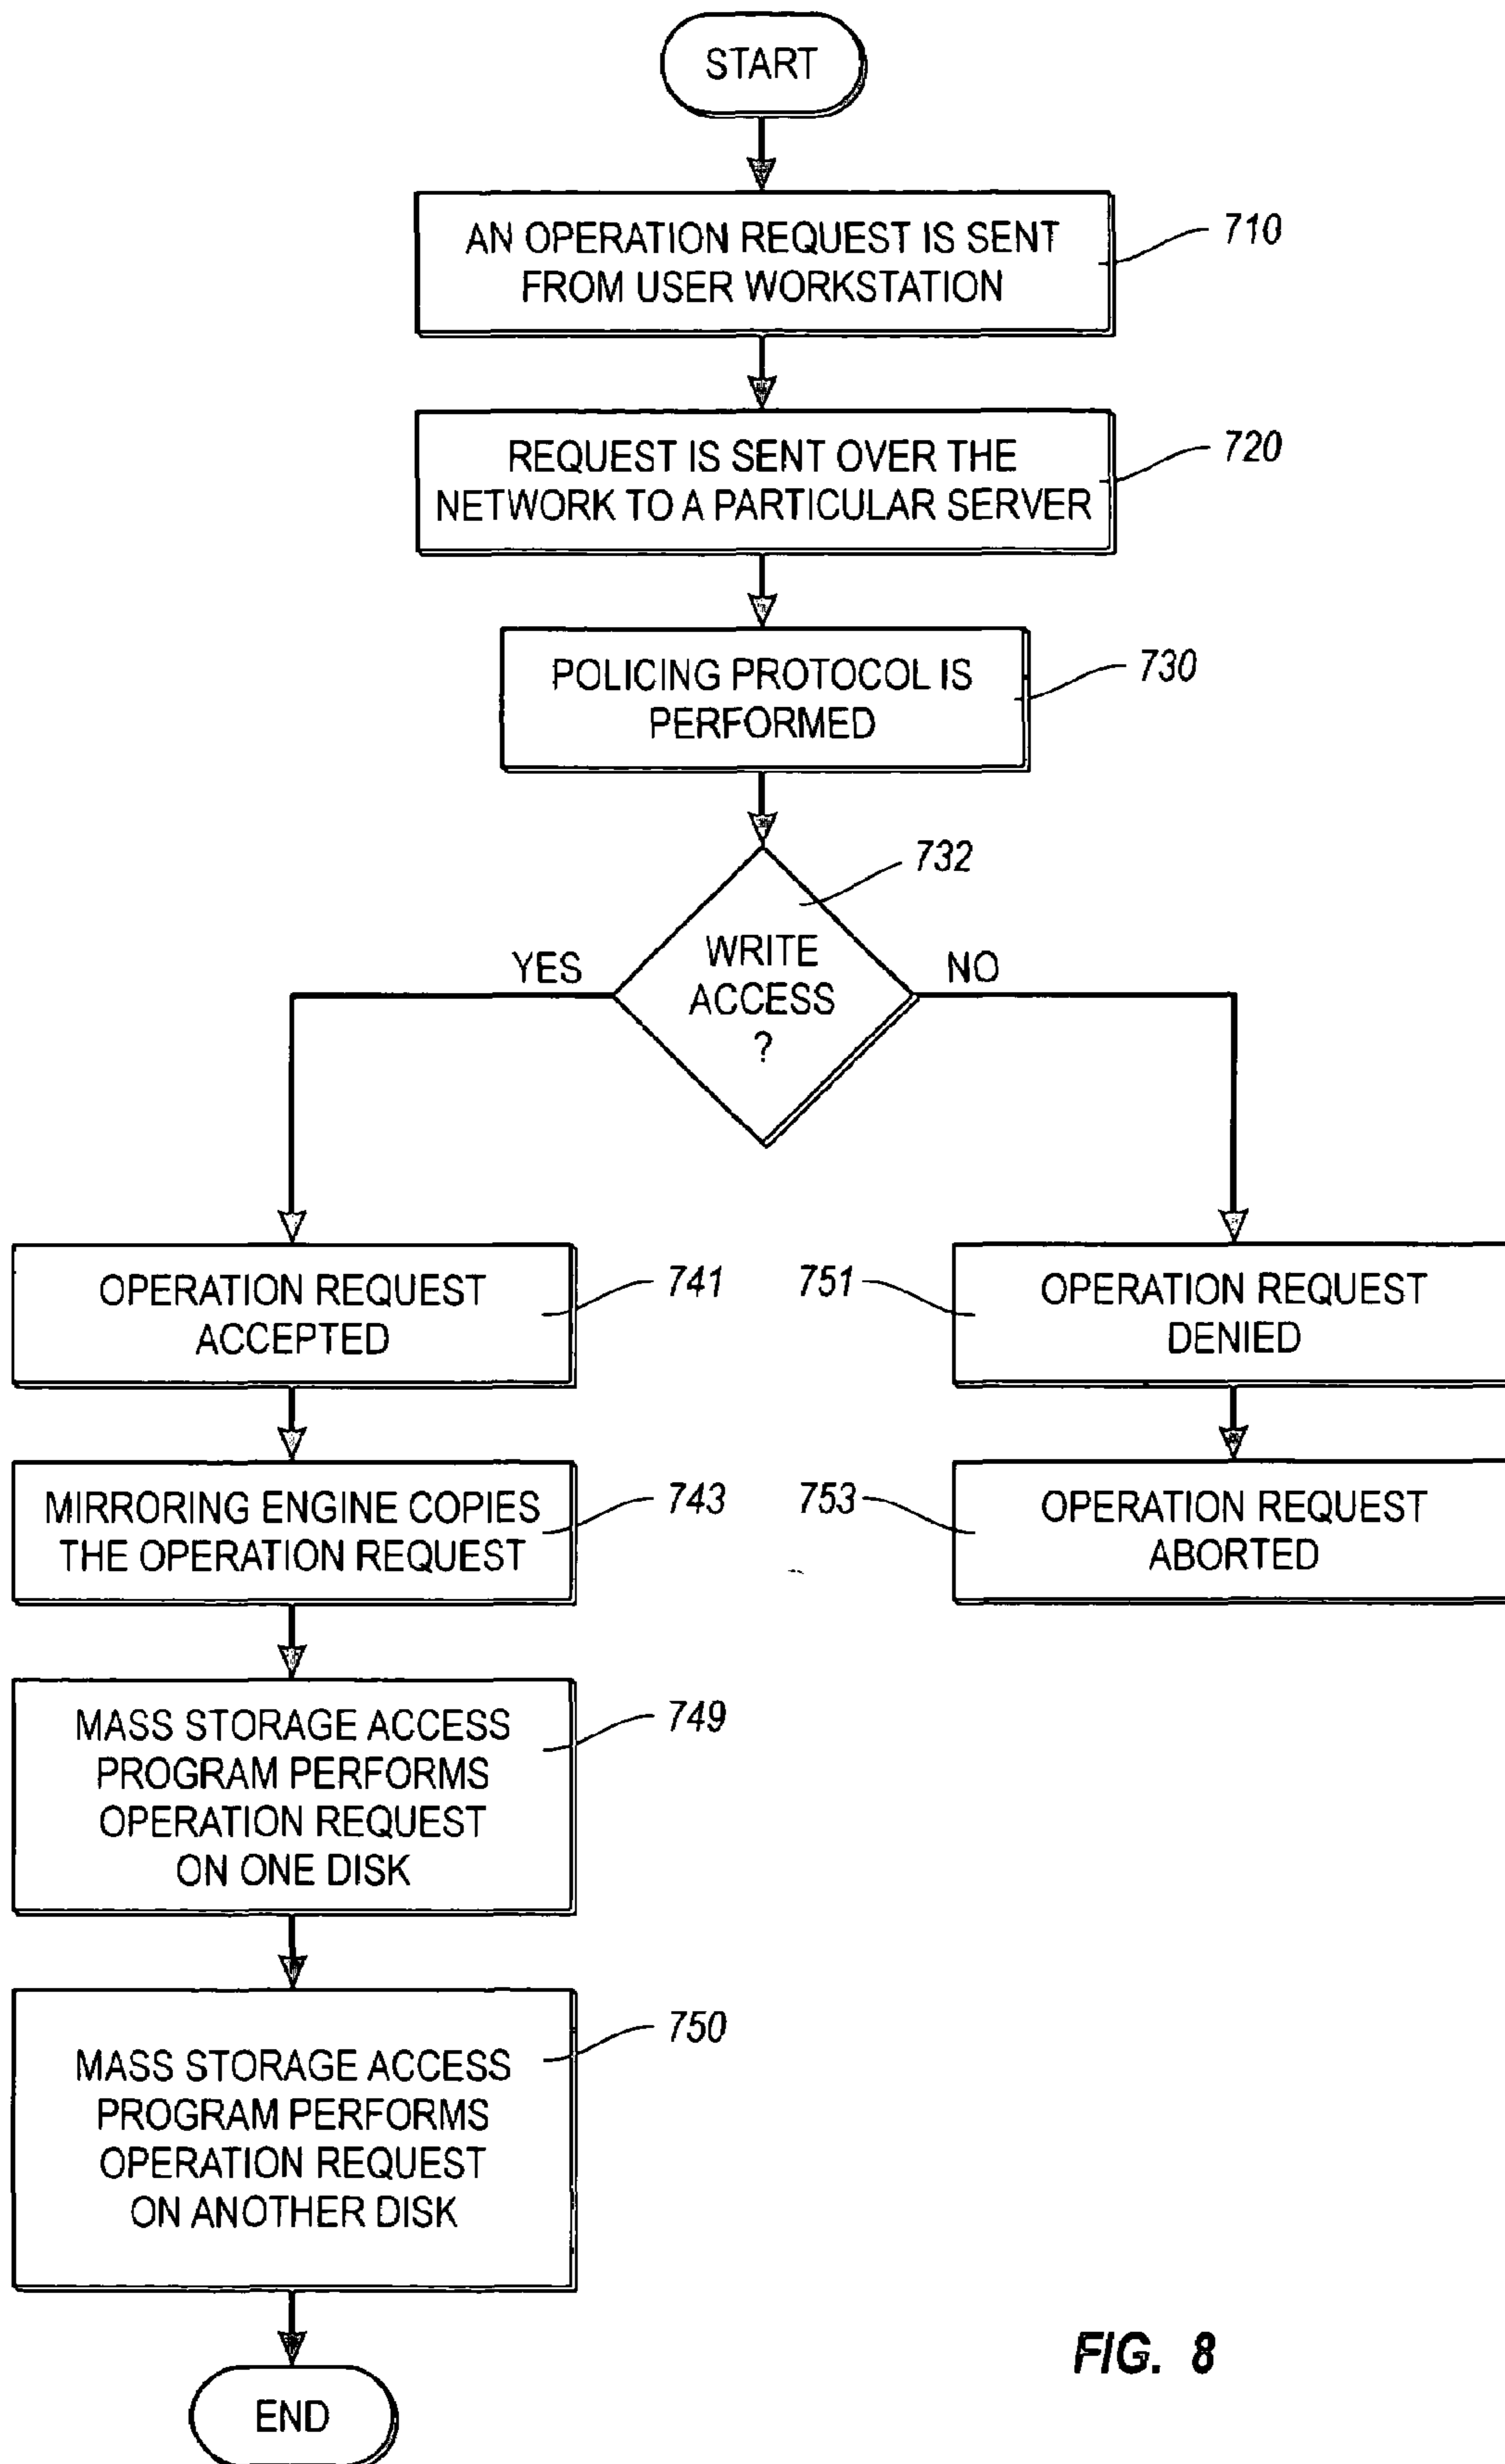 START
AN OPERATION REQUEST IS SENT
FROM USER WORKSTATION
710
REQUEST IS SENT OVER THE
NETWORK TO A PARTICULAR SERVER
720
POLICING PROTOCOL IS
PERFORMED
730
732
WRITE
ACCESS
?
YES
NO
OPERATION REQUEST
ACCEPTED
741
751
OPERATION REQUEST
DENIED
MIRRORING ENGINE COPIES
THE OPERATION REQUEST
743
753
OPERATION REQUEST
ABORTED
MASS STORAGE ACCESS
PROGRAM PERFORMS
OPERATION REQUEST
ON ONE DISK
749
MASS STORAGE ACCESS
PROGRAM PERFORMS
OPERATION REQUEST
ON ANOTHER DISK
750
END
FIG. 8